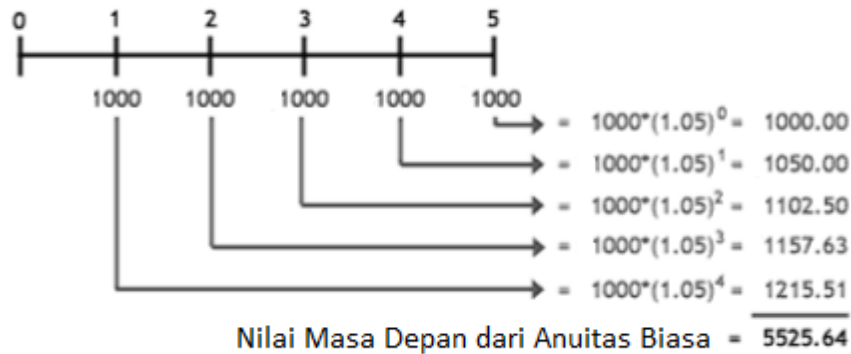 0 1 2 3 4 5
1000 1000 1000 1000 1000
= 1000*(1.05)^0 = 1000.00
= 1000*(1.05)^1 = 1050.00
= 1000*(1.05)^2 = 1102.50
= 1000*(1.05)^3 = 1157.63
= 1000*(1.05)^4 = 1215.51
Nilai Masa Depan dari Anuitas Biasa = 5525.64